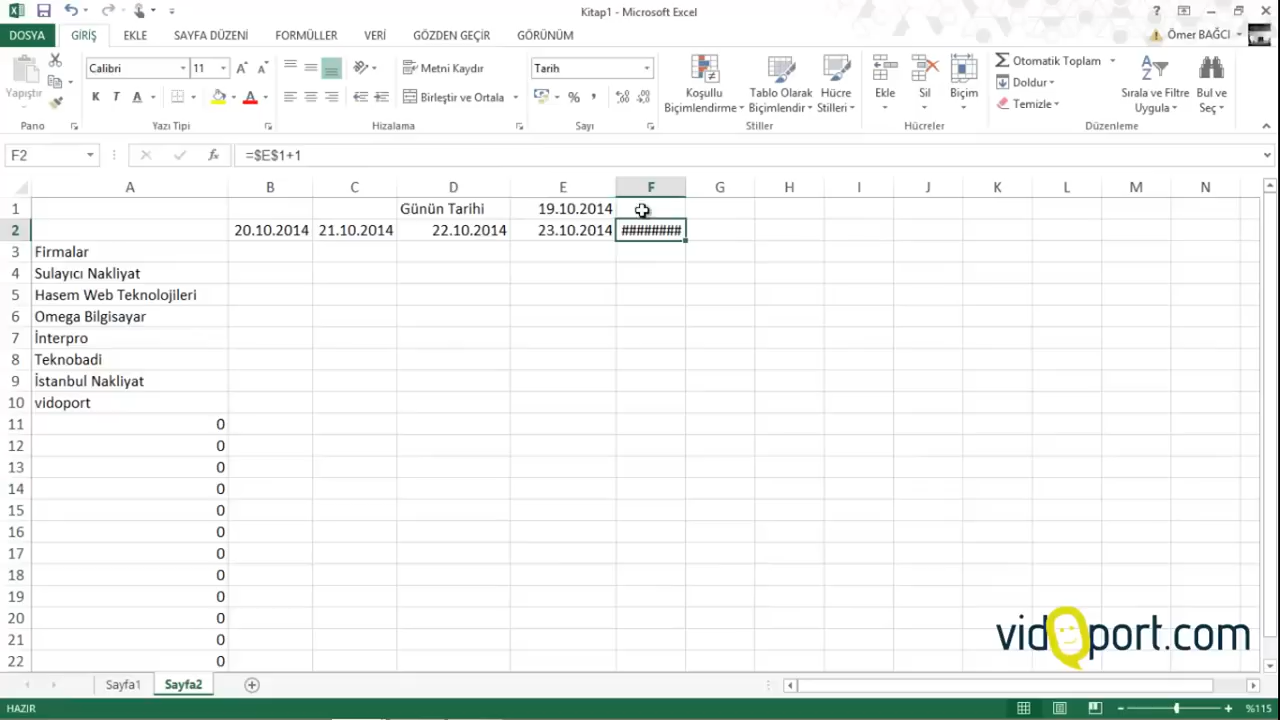 Kitap1 - Microsoft Excel
?
DOSYA GİRİŞ EKLE SAYFA DÜZENİ FORMÜLLER VERİ GÖZDEN GEÇİR GÖRÜNÜM Ömer BAĞCI
Yapıştır
Calibri 11
K T A
Metni Kaydır
Birleştir ve Ortala
Tarih
%
Koşullu Biçimlendirme
Tablo Olarak Biçimlendir
Hücre Stilleri
Ekle
Sil
Biçim
Otomatik Toplam
Doldur
Temizle
Sırala ve Filtre Uygula
Bul ve Seç
Pano Yazı Tipi Hizalama Sayı Stiller Hücreler Düzenleme
F2 fx =$E$1+1
A B C D E F G H I J K L M N
1 Günün Tarihi 19.10.2014
2 20.10.2014 21.10.2014 22.10.2014 23.10.2014 ########
3 Firmalar
4 Sulayıcı Nakliyat
5 Hasem Web Teknolojileri
6 Omega Bilgisayar
7 İnterpro
8 Teknobadi
9 İstanbul Nakliyat
10 vidoport
11 0
12 0
13 0
14 0
15 0
16 0
17 0
18 0
19 0
20 0
21 0
22 0
vidoport.com
Sayfa1 Sayfa2
HAZIR %115